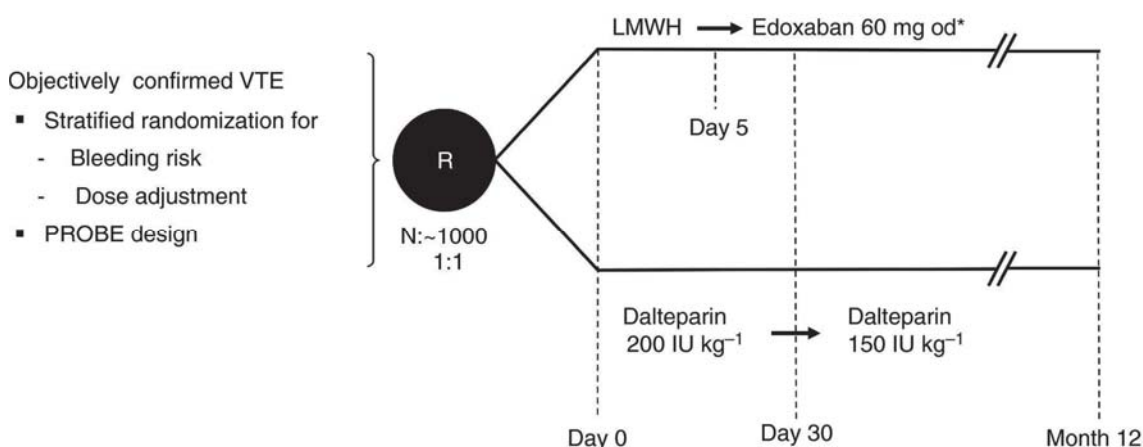 LMWH → Edoxaban 60 mg od*
Objectively confirmed VTE
▪ Stratified randomization for
- Bleeding risk
- Dose adjustment
▪ PROBE design
R
N:~1000
1:1
Day 5
Dalteparin
200 IU kg⁻¹ → Dalteparin
150 IU kg⁻¹
Day 0
Day 30
Month 12